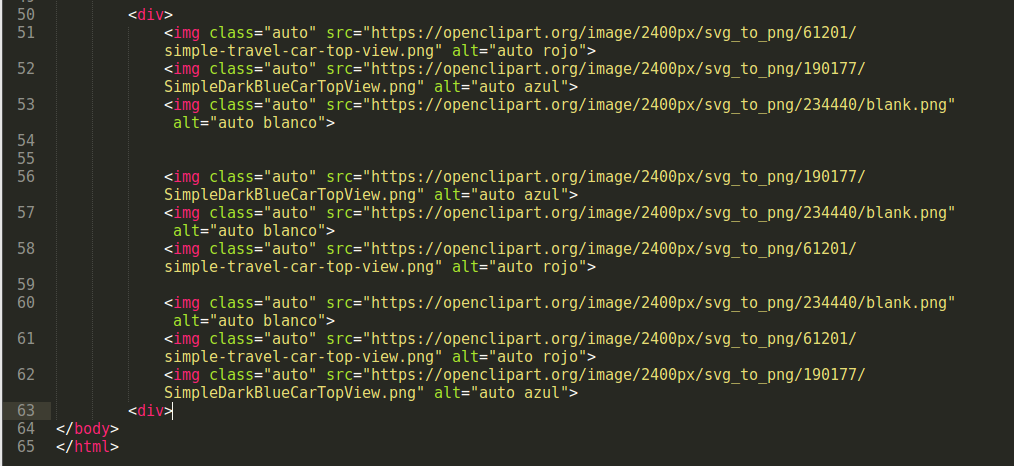 50 <div>
51 <img class="auto" src="https://openclipart.org/image/2400px/svg_to_png/61201/
simple-travel-car-top-view.png" alt="auto rojo">
52 <img class="auto" src="https://openclipart.org/image/2400px/svg_to_png/190177/
SimpleDarkBlueCarTopView.png" alt="auto azul">
53 <img class="auto" src="https://openclipart.org/image/2400px/svg_to_png/234440/blank.png"
alt="auto blanco">
54
55
56 <img class="auto" src="https://openclipart.org/image/2400px/svg_to_png/190177/
SimpleDarkBlueCarTopView.png" alt="auto azul">
57 <img class="auto" src="https://openclipart.org/image/2400px/svg_to_png/234440/blank.png"
alt="auto blanco">
58 <img class="auto" src="https://openclipart.org/image/2400px/svg_to_png/61201/
simple-travel-car-top-view.png" alt="auto rojo">
59
60 <img class="auto" src="https://openclipart.org/image/2400px/svg_to_png/234440/blank.png"
alt="auto blanco">
61 <img class="auto" src="https://openclipart.org/image/2400px/svg_to_png/61201/
simple-travel-car-top-view.png" alt="auto rojo">
62 <img class="auto" src="https://openclipart.org/image/2400px/svg_to_png/190177/
SimpleDarkBlueCarTopView.png" alt="auto azul">
63 <div>
64 </body>
65 </html>